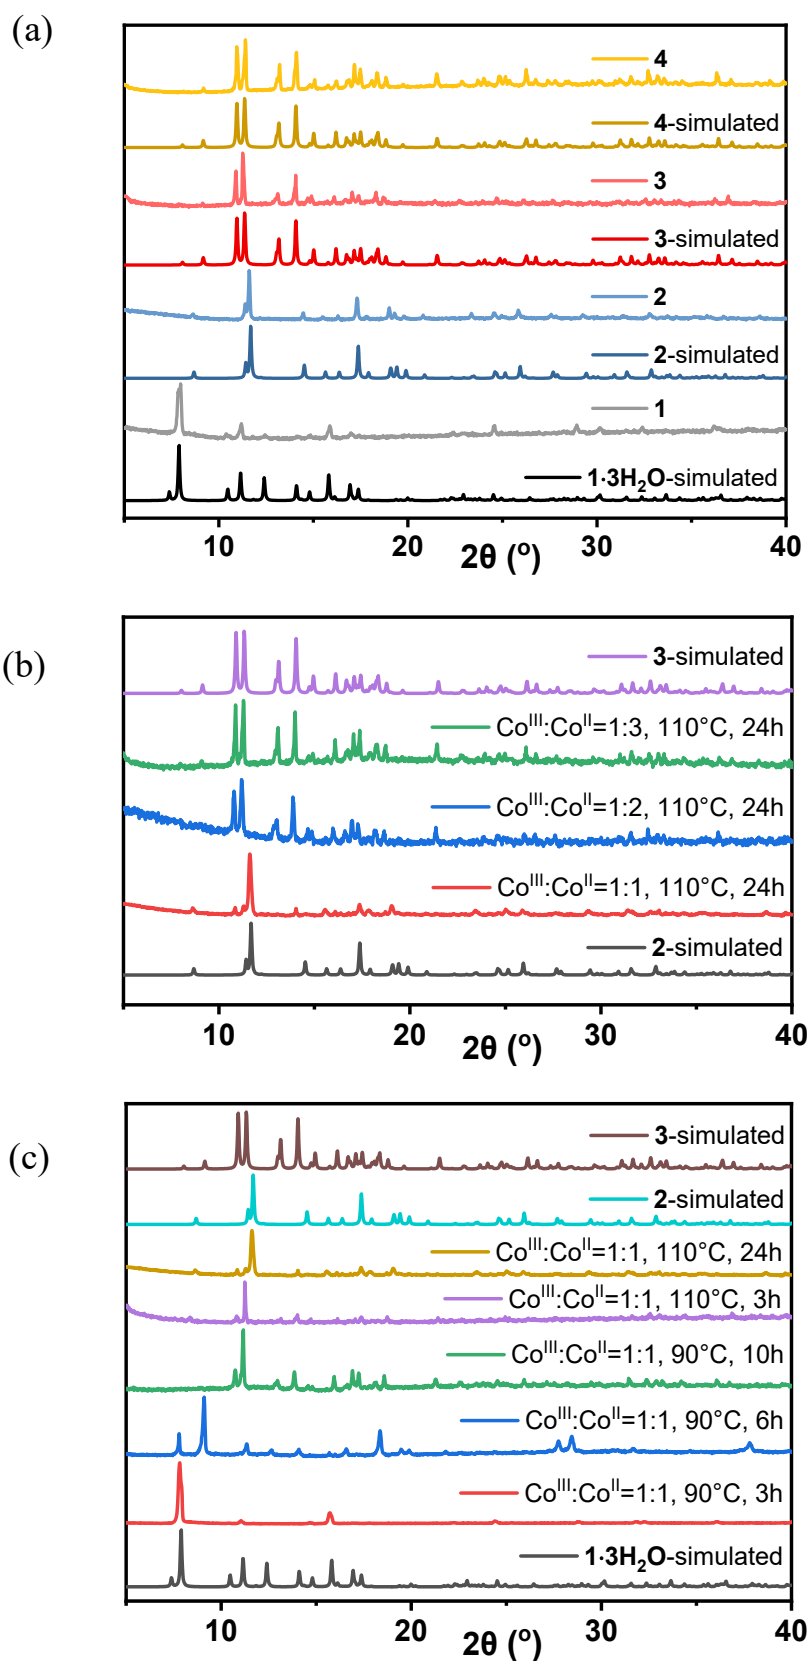 (a)
4
4-simulated
3
3-simulated
2
2-simulated
1
1·3H₂O-simulated
10 20 30 40
2θ (°)
(b)
3-simulated
Coᴵᴵᴵ:Coᴵᴵ=1:3, 110°C, 24h
Coᴵᴵᴵ:Coᴵᴵ=1:2, 110°C, 24h
Coᴵᴵᴵ:Coᴵᴵ=1:1, 110°C, 24h
2-simulated
10 20 30 40
2θ (°)
(c)
3-simulated
2-simulated
Coᴵᴵᴵ:Coᴵᴵ=1:1, 110°C, 24h
Coᴵᴵᴵ:Coᴵᴵ=1:1, 110°C, 3h
Coᴵᴵᴵ:Coᴵᴵ=1:1, 90°C, 10h
Coᴵᴵᴵ:Coᴵᴵ=1:1, 90°C, 6h
Coᴵᴵᴵ:Coᴵᴵ=1:1, 90°C, 3h
1·3H₂O-simulated
10 20 30 40
2θ (°)